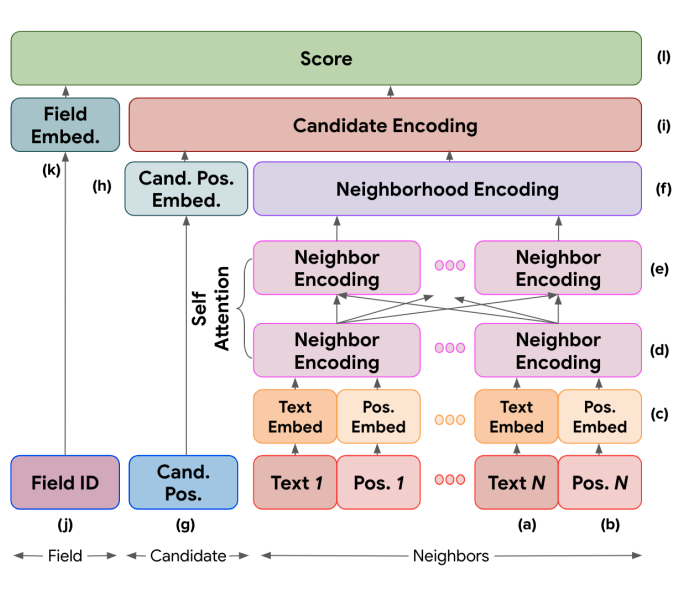 Score
(l)
Field
Embed.
(k)
Candidate Encoding
(i)
(h)
Cand. Pos.
Embed.
Neighborhood Encoding
(f)
Self
Attention
Neighbor
Encoding
Neighbor
Encoding
(e)
Neighbor
Encoding
Neighbor
Encoding
(d)
Text
Embed
Pos.
Embed
Text
Embed
Pos.
Embed
(c)
Field ID
Cand.
Pos.
Text 1
Pos. 1
Text N
Pos. N
(j)
(g)
(a)
(b)
Field
Candidate
Neighbors